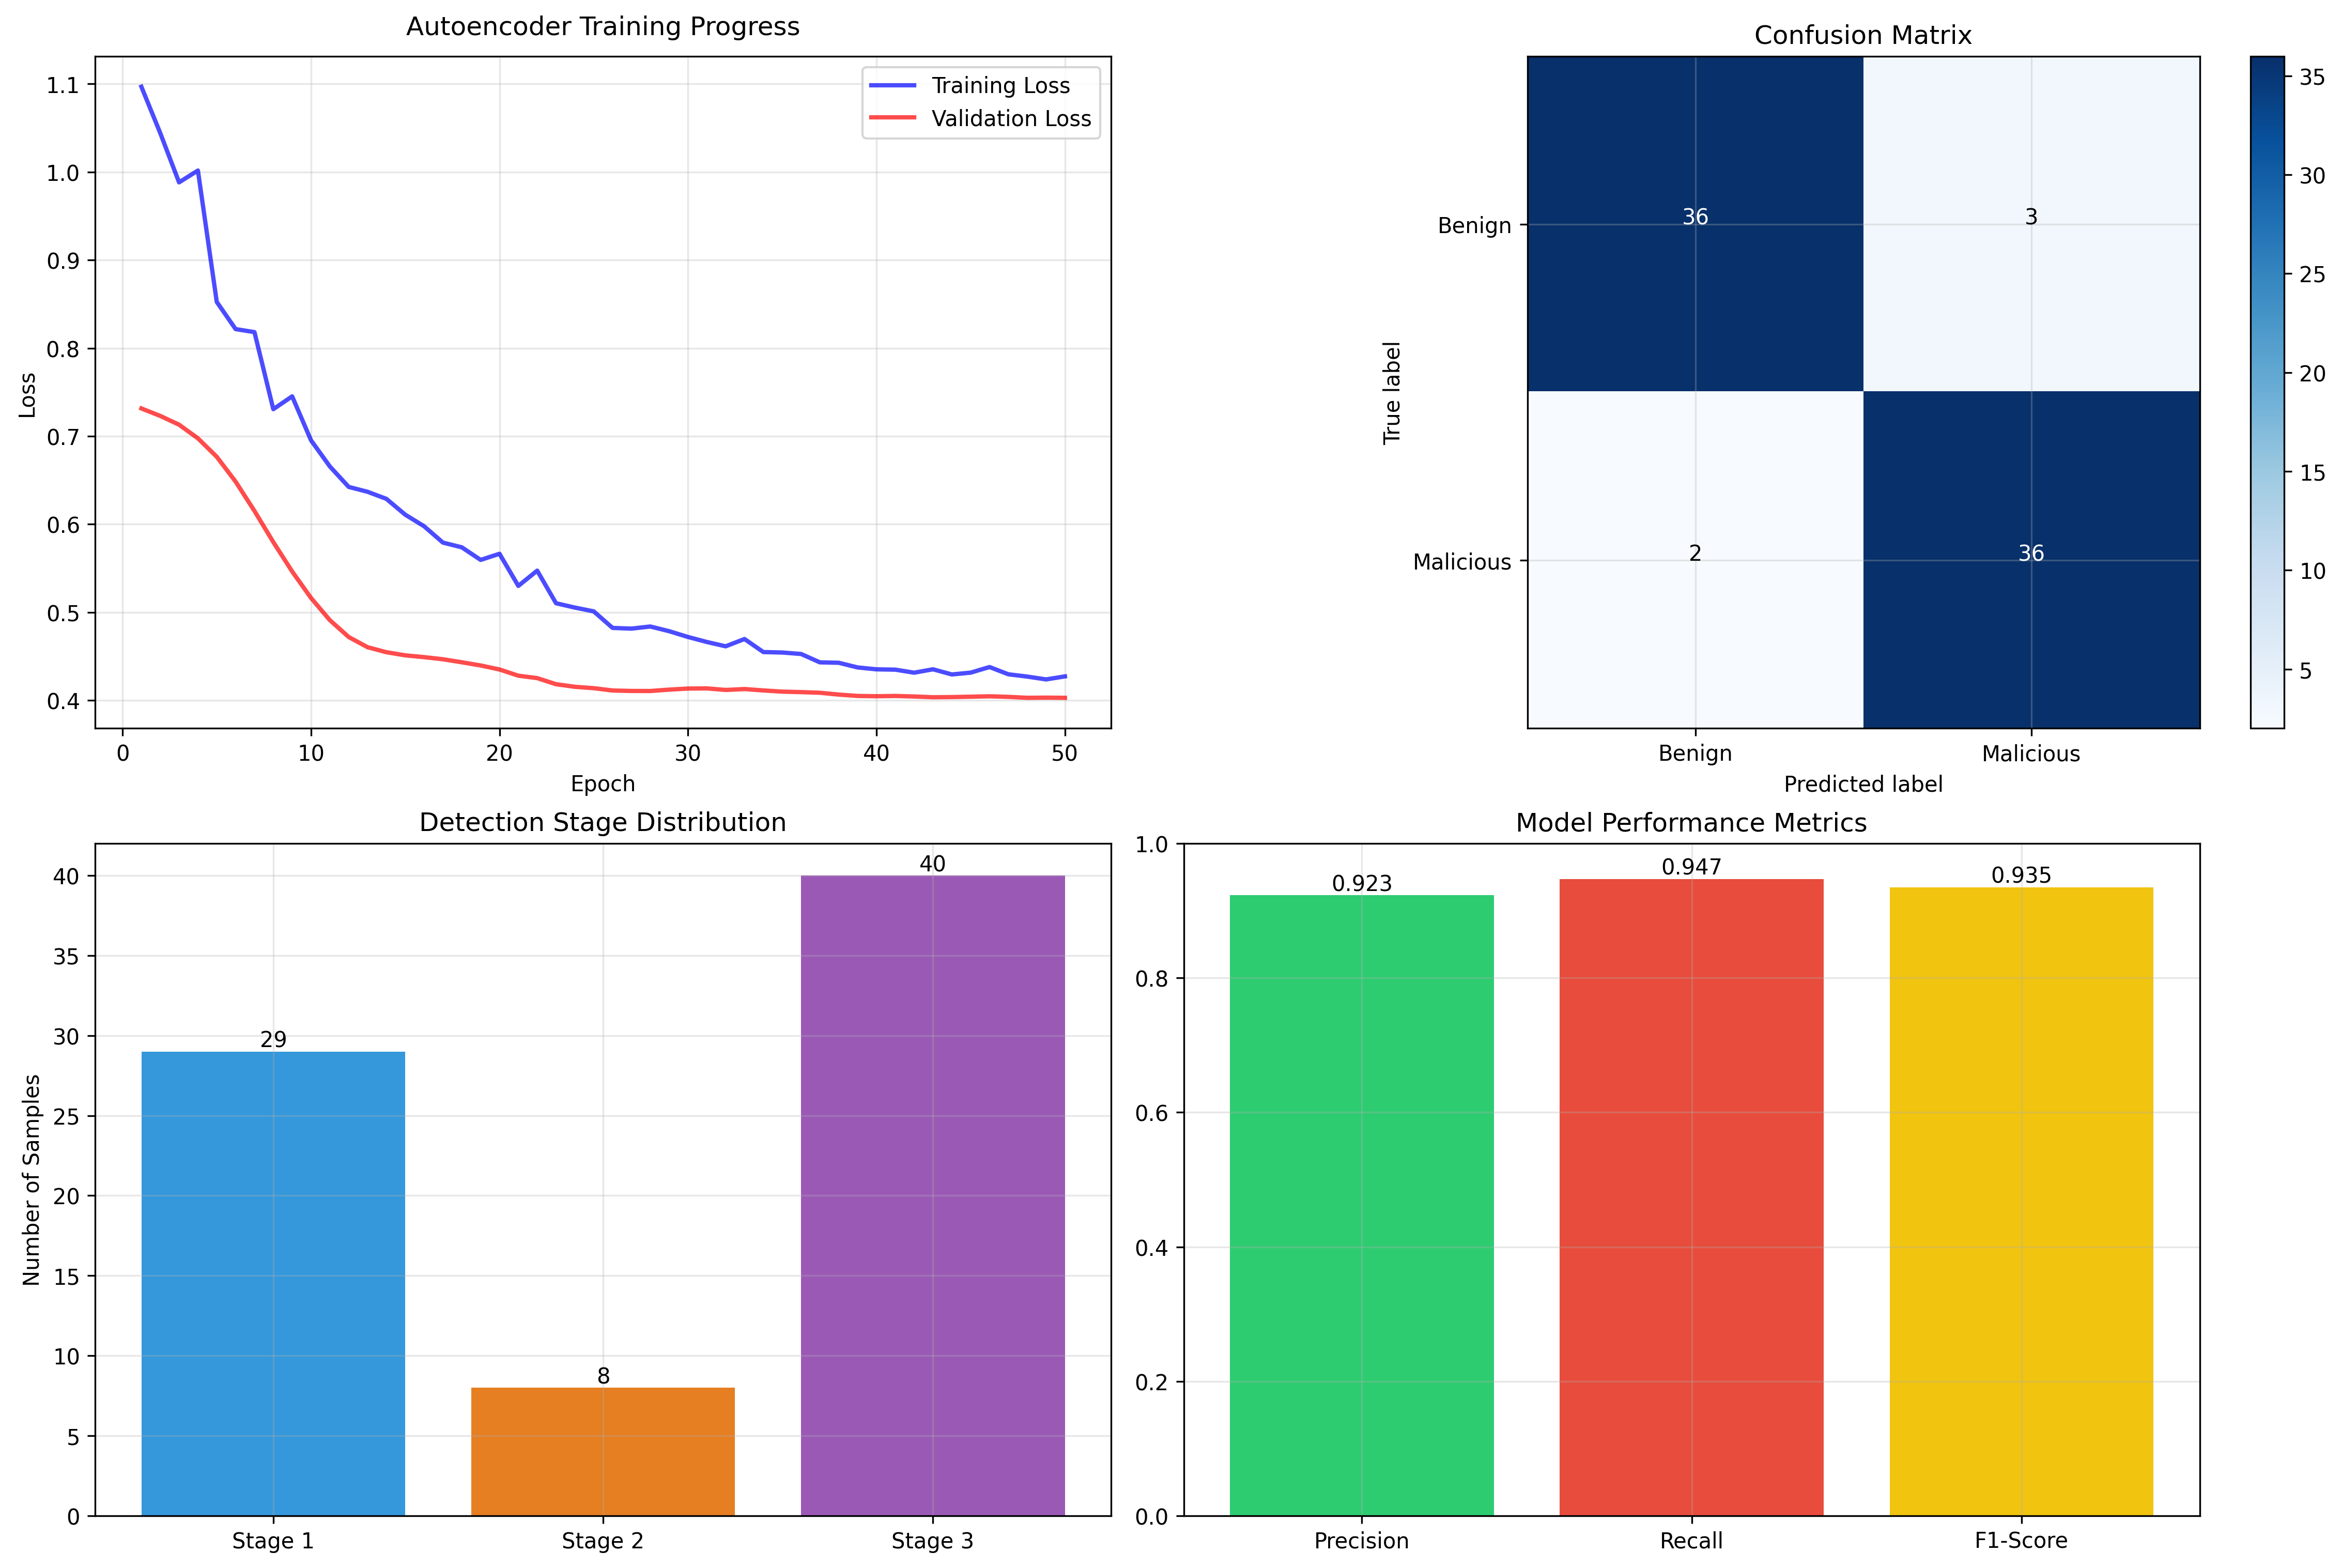 Autoencoder Training Progress
Training Loss
Validation Loss
1.1
1.0
0.9
0.8
0.7
0.6
0.5
0.4
Loss
0 10 20 30 40 50
Epoch
Confusion Matrix
36 3
2 36
Benign
Malicious
True label
Benign Malicious
Predicted label
35
30
25
20
15
10
5
Detection Stage Distribution
40
35
30
25
20
15
10
5
0
Number of Samples
29
8
40
Stage 1 Stage 2 Stage 3
Model Performance Metrics
1.0
0.8
0.6
0.4
0.2
0.0
0.923
0.947
0.935
Precision Recall F1-Score